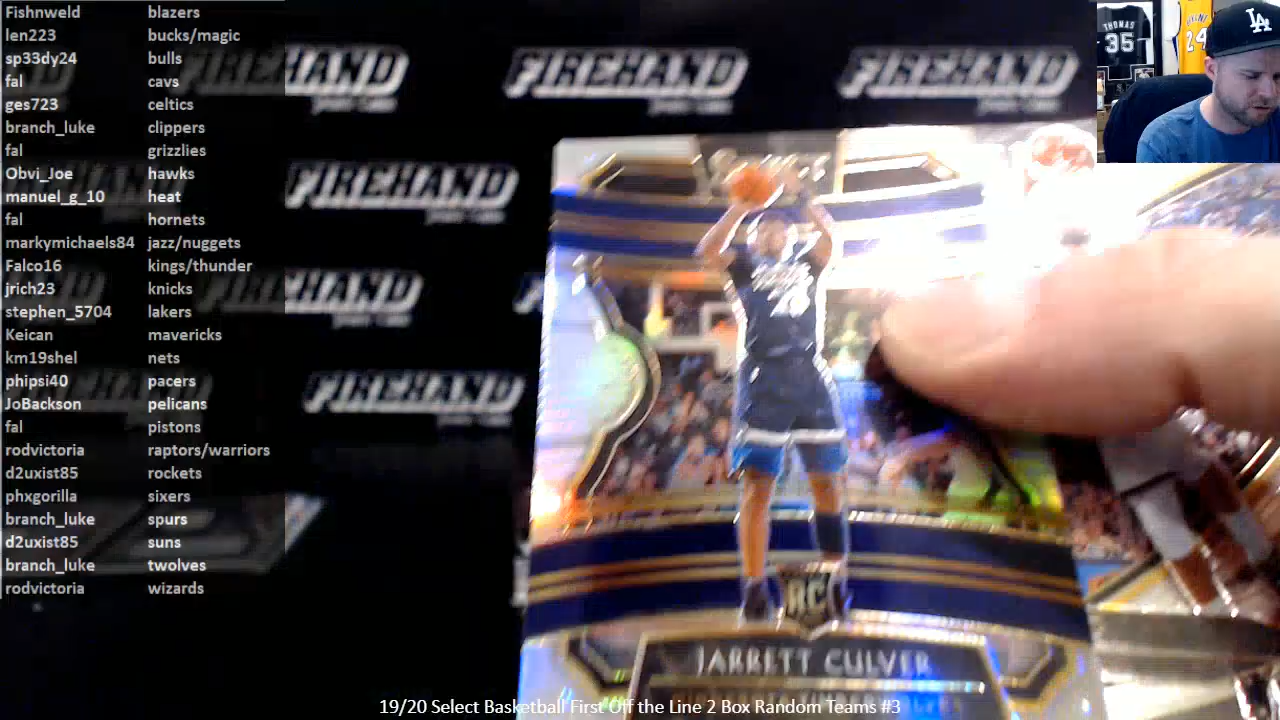 Fishnweld blazers
len223 bucks/magic
sp33dy24 bulls
fal cavs
ges723 celtics
branch_luke clippers
fal grizzlies
Obvi_Joe hawks
manuel_g_10 heat
fal hornets
markymichaels84 jazz/nuggets
Falco16 kings/thunder
jrich23 knicks
stephen_5704 lakers
Keican mavericks
km19shel nets
phipsi40 pacers
JoBackson pelicans
fal pistons
rodvictoria raptors/warriors
d2uxist85 rockets
phxgorilla sixers
branch_luke spurs
d2uxist85 suns
branch_luke twolves
rodvictoria wizards
FIREHAND FIREHAND FIREHAND
FIREHAND
FIREHAND
FIREHAND
THOMAS
35
24
LA
RC
JARRETT CULVER
19/20 Select Basketball First Off the Line 2 Box Random Teams #3